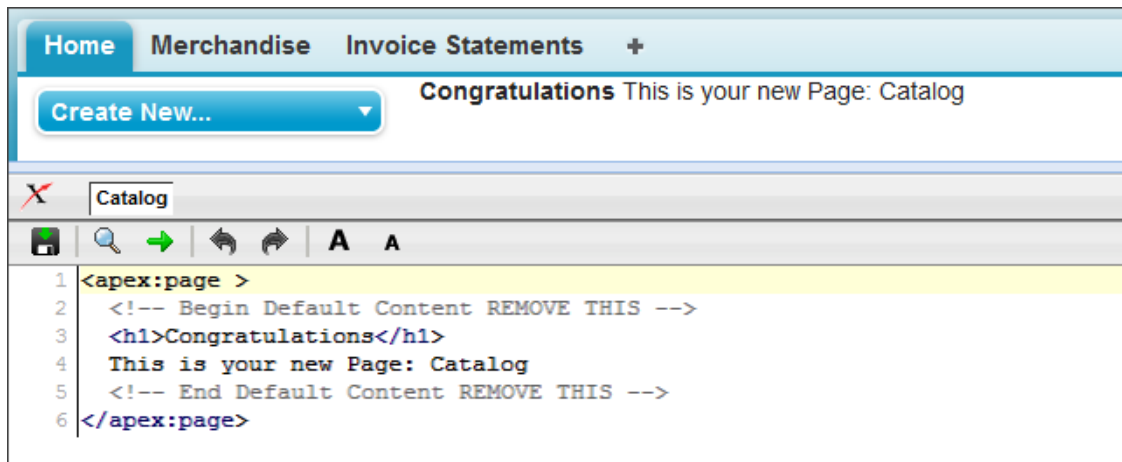 Home Merchandise Invoice Statements +
Create New...
Congratulations This is your new Page: Catalog
Catalog
A A
1 <apex:page >
2 <!-- Begin Default Content REMOVE THIS -->
3 <h1>Congratulations</h1>
4 This is your new Page: Catalog
5 <!-- End Default Content REMOVE THIS -->
6 </apex:page>